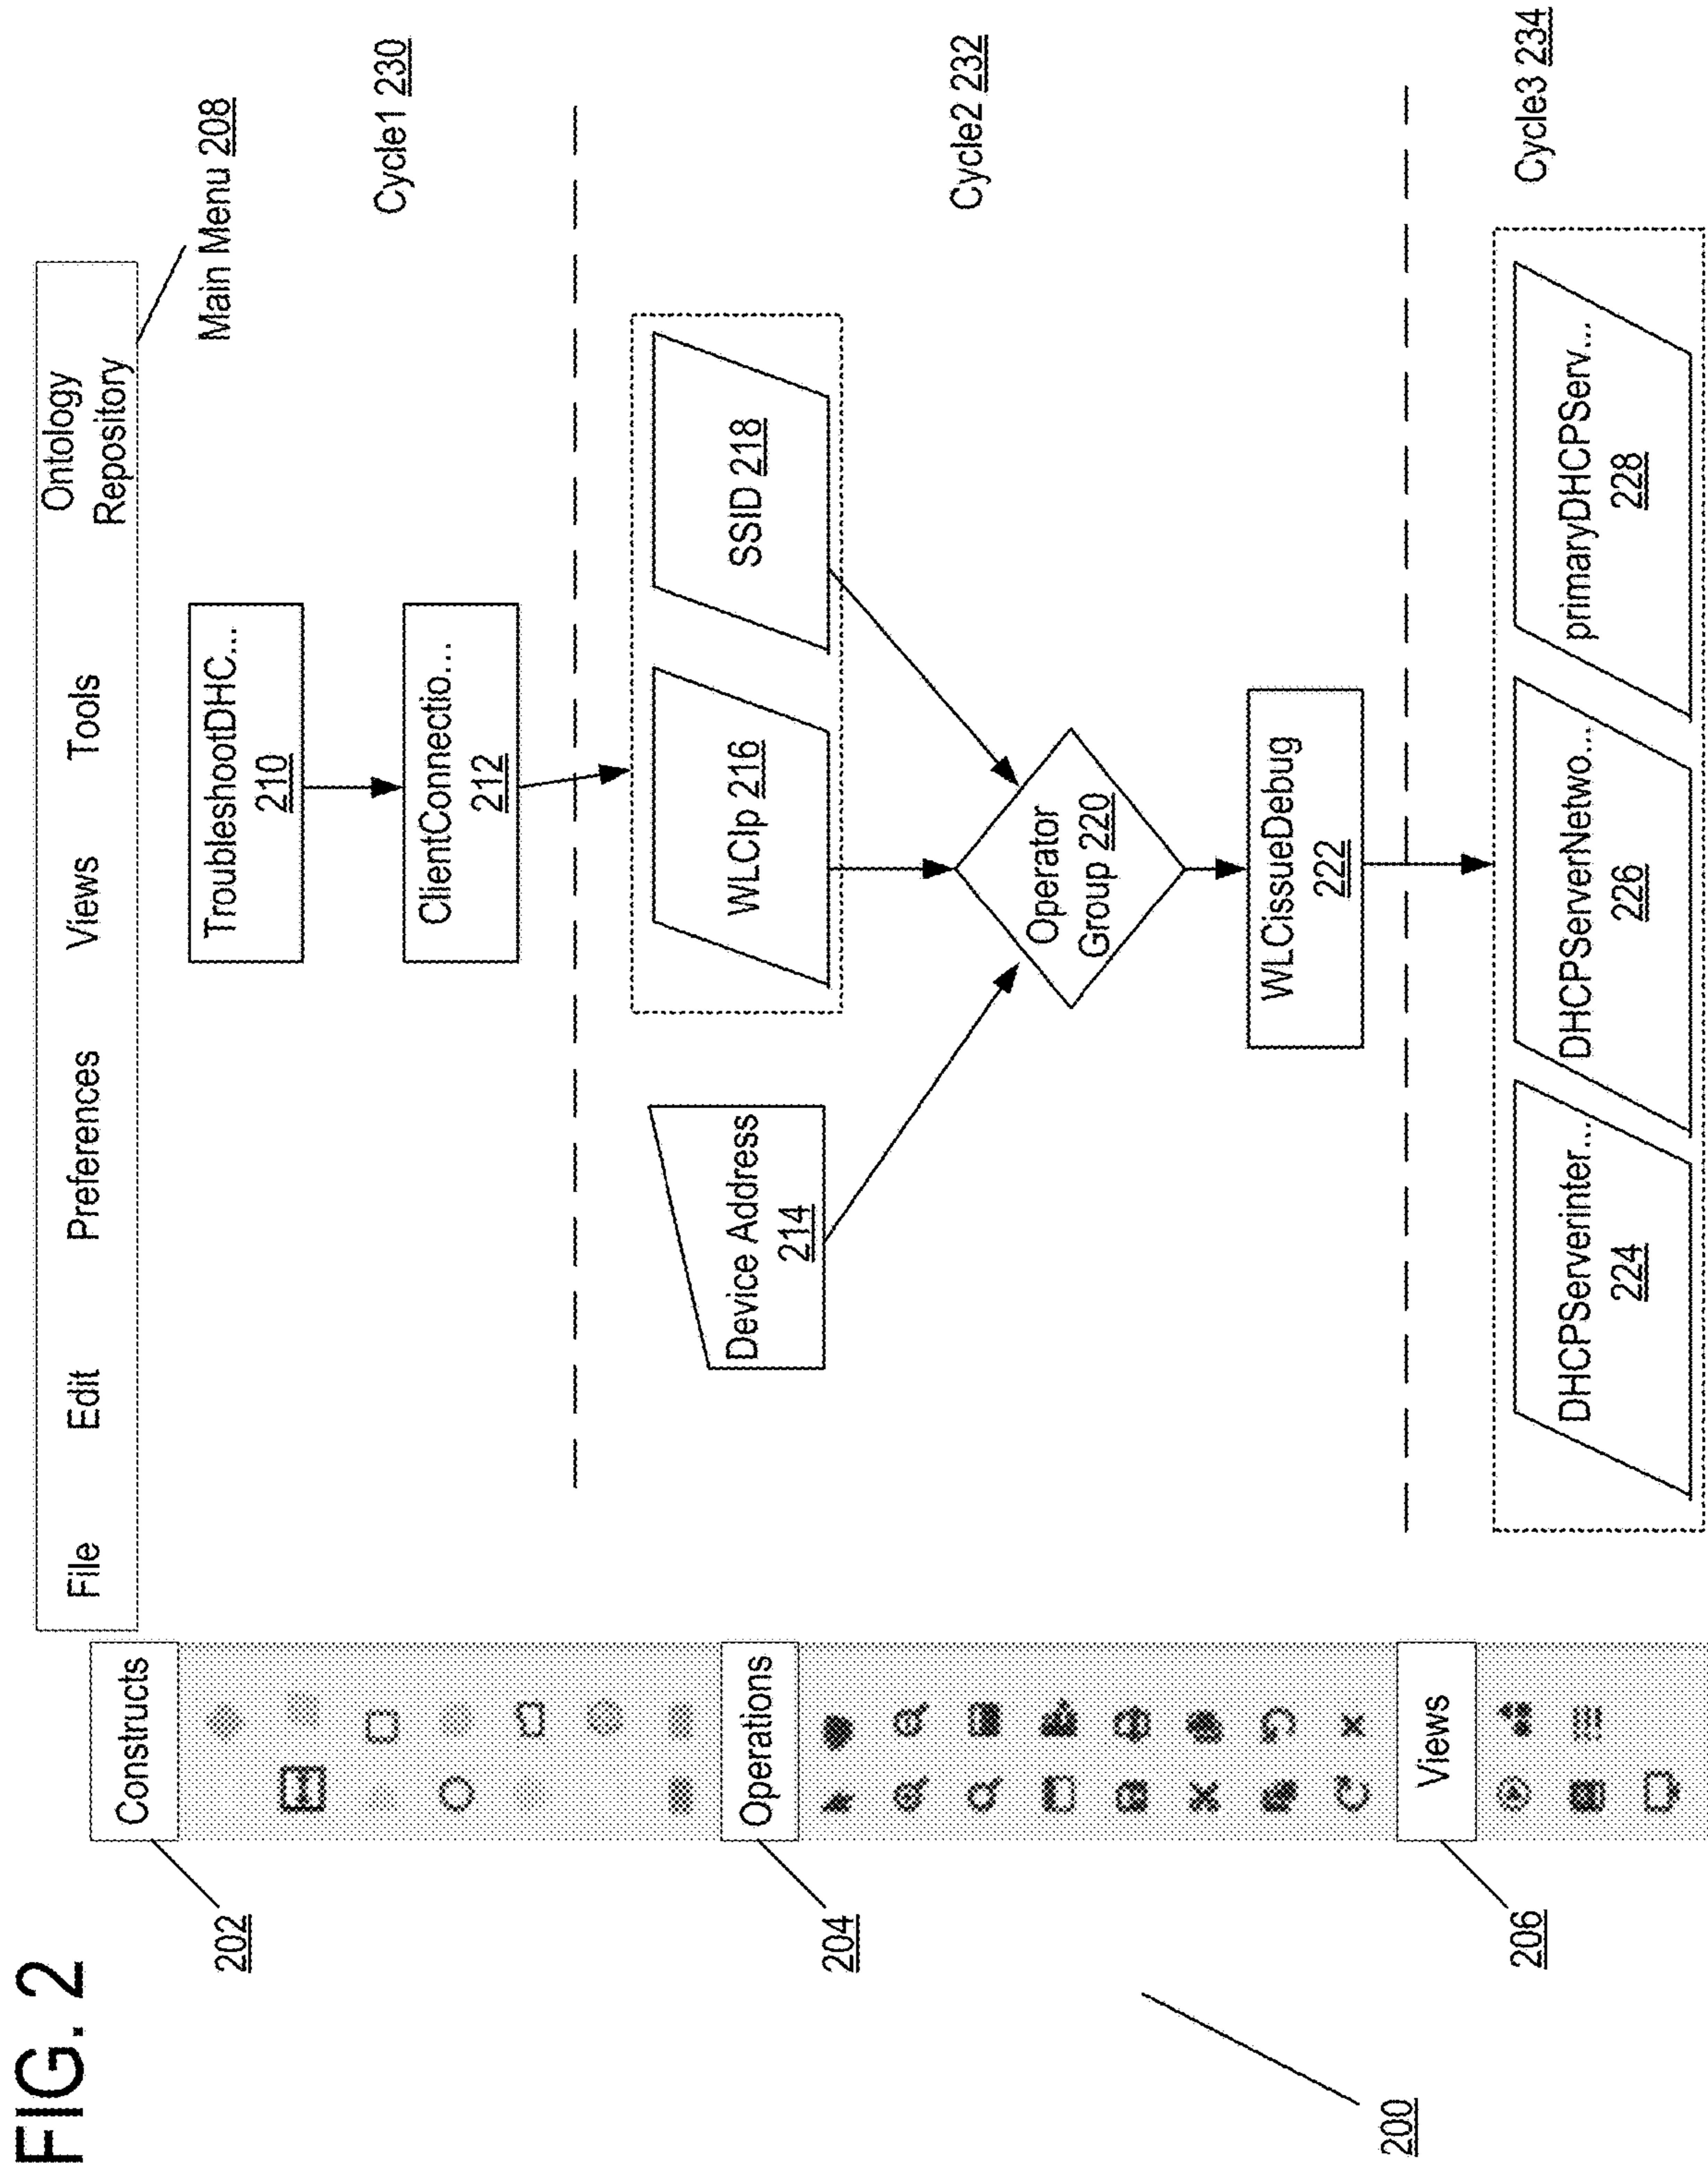 FIG. 2
File Edit Preferences Views Tools Ontology
Repository
Main Menu 208
Constructs
202
TroubleshootDHC...
210
Cycle1 230
ClientConnectio...
212
Operations
204
Device Address
214
WLCIp 216
SSID 218
Operator
Group 220
Cycle2 232
WLCissueDebug
222
Views
206
200
Cycle3 234
DHCPServerinter...
224
DHCPServerNetwo...
226
primaryDHCPServ...
228